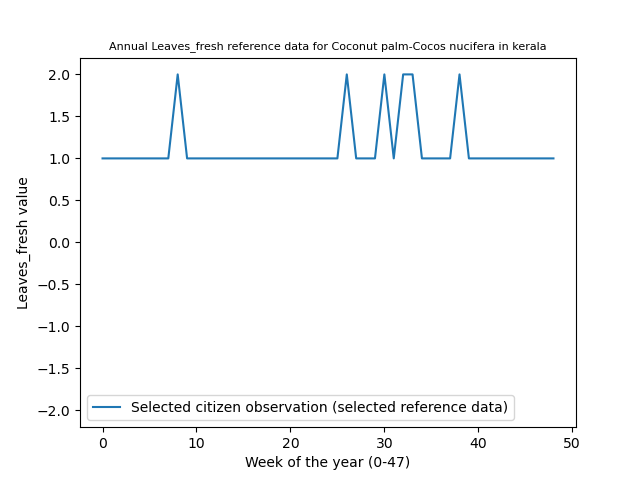 Annual Leaves_fresh reference data for Coconut palm-Cocos nucifera in kerala
2.0
1.5
1.0
0.5
0.0
−0.5
−1.0
−1.5
−2.0
Leaves_fresh value
Selected citizen observation (selected reference data)
0 10 20 30 40 50
Week of the year (0-47)